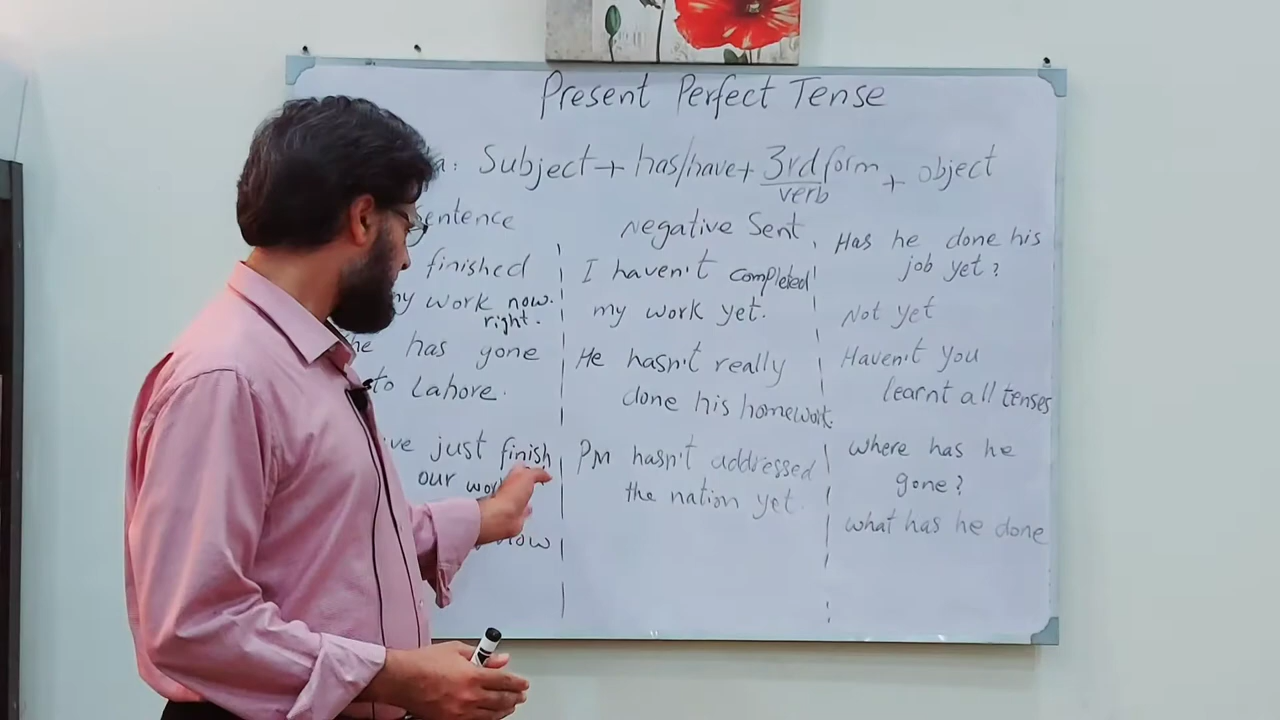 Present Perfect Tense
Subject + has/have + 3rd form + object
verb
sentence
finished
my work now.
right.
he has gone
to Lahore.
just finish
our
now
Negative Sent.
I haven't completed
my work yet.
He hasn't really
done his homework.
PM hasn't addressed
the nation yet.
Has he done his
job yet?
Not yet
Haven't you
learnt all tenses
where has he
gone?
what has he done